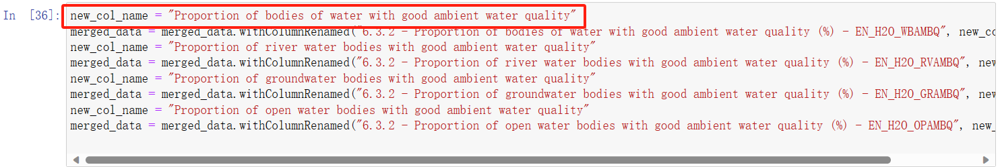 In [36]:
new_col_name = "Proportion of bodies of water with good ambient water quality"
merged_data = merged_data.withColumnRenamed("6.3.2 - Proportion of bodies of water with good ambient water quality (%) - EN_H2O_WBAMBQ", new_co
new_col_name = "Proportion of river water bodies with good ambient water quality"
merged_data = merged_data.withColumnRenamed("6.3.2 - Proportion of river water bodies with good ambient water quality (%) - EN_H2O_RVAMBQ", new
new_col_name = "Proportion of groundwater bodies with good ambient water quality"
merged_data = merged_data.withColumnRenamed("6.3.2 - Proportion of groundwater bodies with good ambient water quality (%) - EN_H2O_GRAMBQ", new
new_col_name = "Proportion of open water bodies with good ambient water quality"
merged_data = merged_data.withColumnRenamed("6.3.2 - Proportion of open water bodies with good ambient water quality (%) - EN_H2O_OPAMBQ", new_